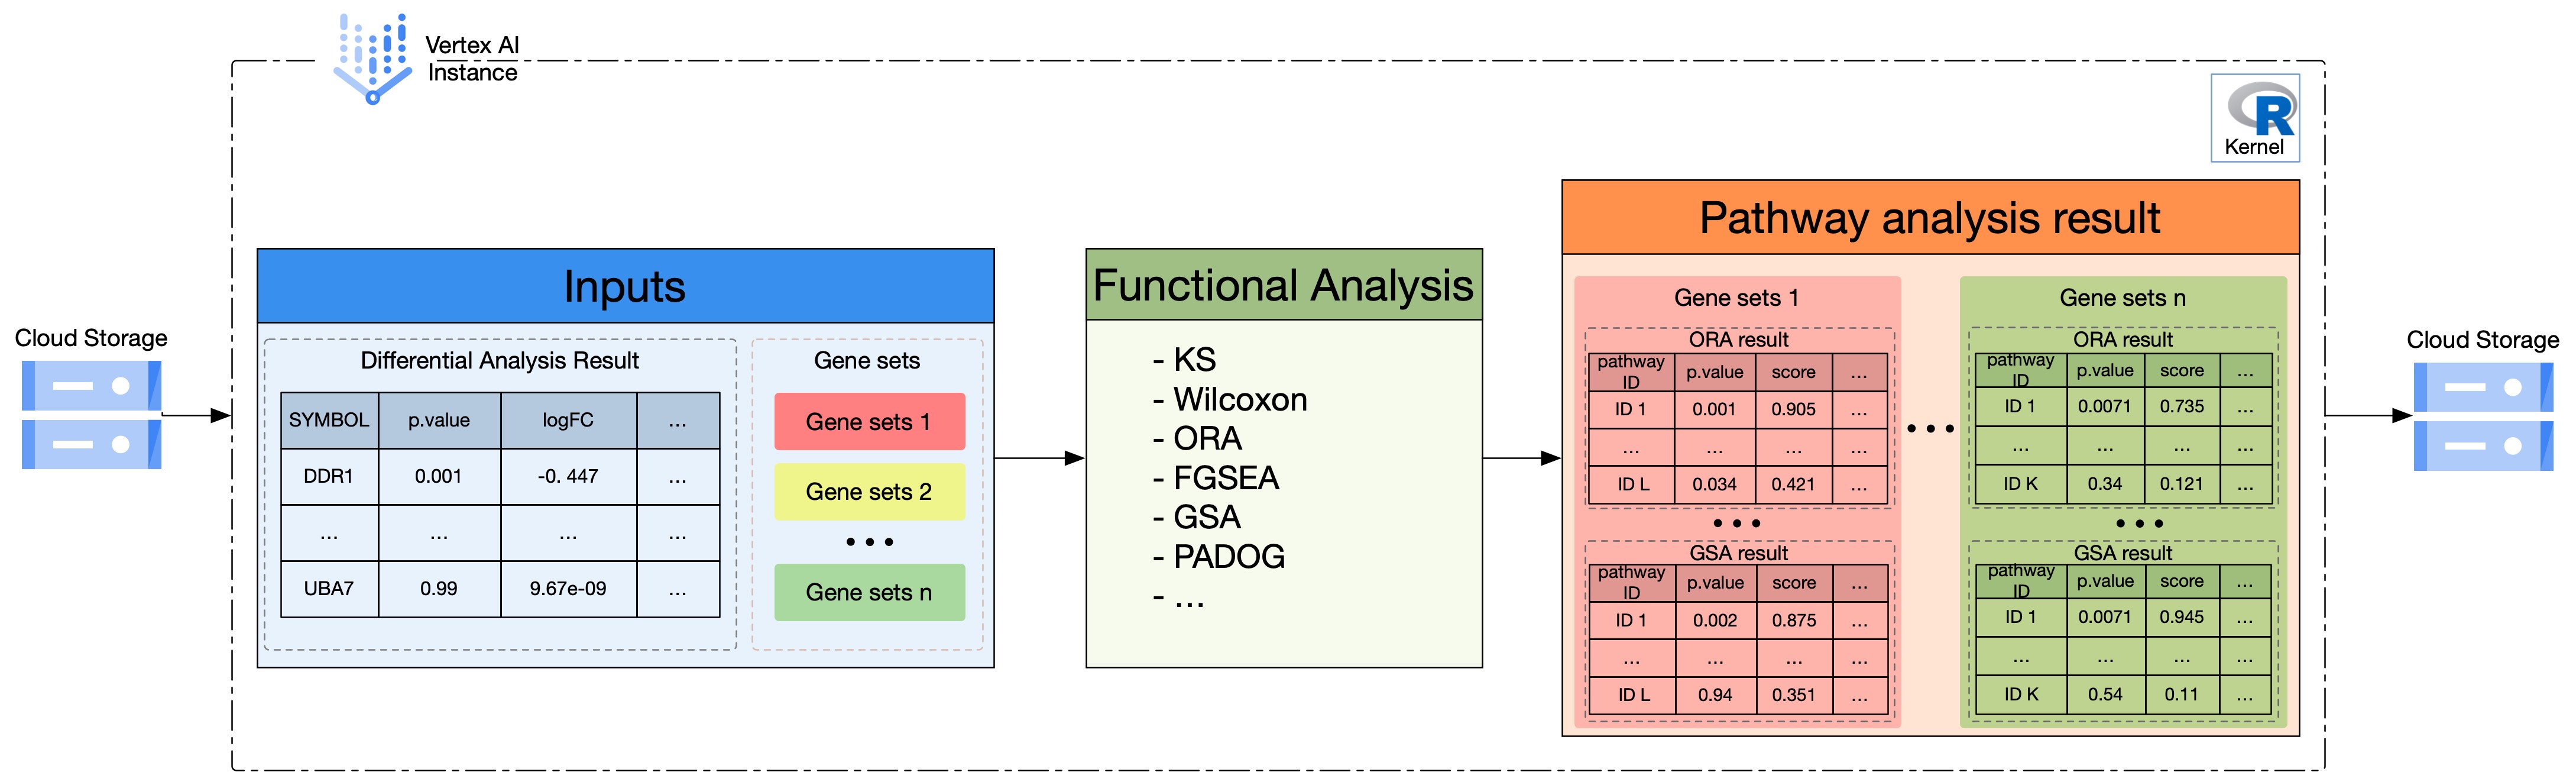 Vertex AI
Instance
R
Kernel
Cloud Storage
Inputs
Differential Analysis Result
SYMBOL p.value logFC ...
DDR1 0.001 -0. 447 ...
... ... ... ...
UBA7 0.99 9.67e-09 ...
Gene sets
Gene sets 1
Gene sets 2
Gene sets n
Functional Analysis
- KS
- Wilcoxon
- ORA
- FGSEA
- GSA
- PADOG
- ...
Pathway analysis result
Gene sets 1
ORA result
pathway
ID p.value score ...
ID 1 0.001 0.905 ...
... ... ... ...
ID L 0.034 0.421 ...
GSA result
pathway
ID p.value score ...
ID 1 0.002 0.875 ...
... ... ... ...
ID L 0.94 0.351 ...
Gene sets n
ORA result
pathway
ID p.value score ...
ID 1 0.0071 0.735 ...
... ... ... ...
ID K 0.34 0.121 ...
GSA result
pathway
ID p.value score ...
ID 1 0.0071 0.945 ...
... ... ... ...
ID K 0.54 0.11 ...
Cloud Storage